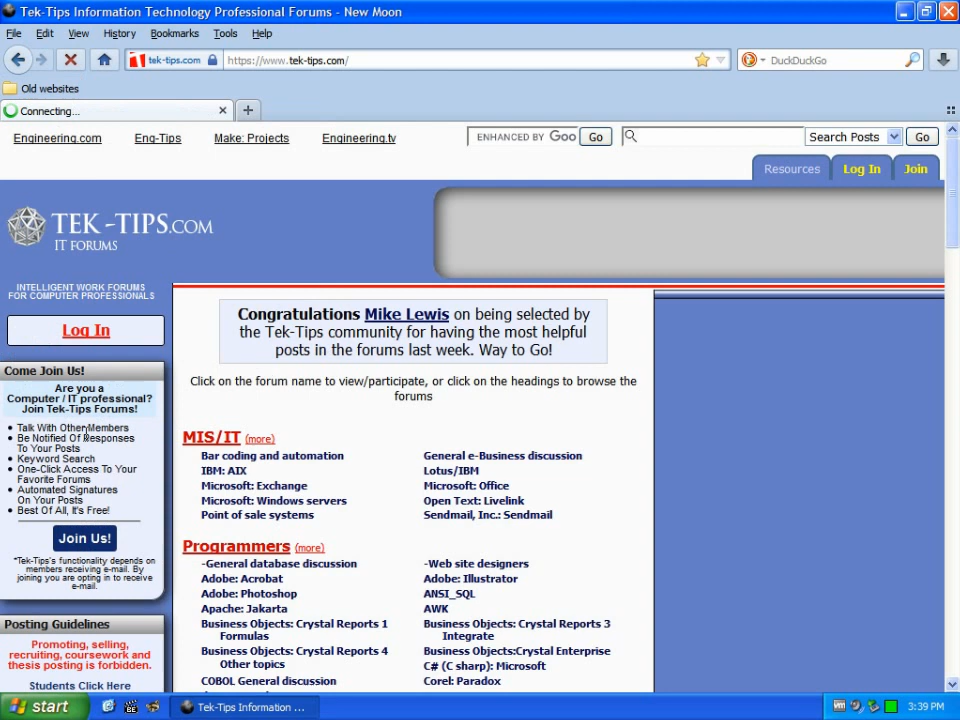 Tek-Tips Information Technology Professional Forums - New Moon
File Edit View History Bookmarks Tools Help
tek-tips.com https://www.tek-tips.com/ DuckDuckGo
Old websites
Connecting...
Engineering.com Eng-Tips Make: Projects Engineering.tv ENHANCED BY Goo Go Search Posts Go
Resources Log In Join
TEK-TIPS.COM
IT FORUMS
INTELLIGENT WORK FORUMS
FOR COMPUTER PROFESSIONALS
Log In
Come Join Us!
Are you a
Computer / IT professional?
Join Tek-Tips Forums!
Talk With Other Members
Be Notified Of Responses
To Your Posts
Keyword Search
One-Click Access To Your
Favorite Forums
Automated Signatures
On Your Posts
Best Of All, It's Free!
Join Us!
*Tek-Tips's functionality depends on
members receiving e-mail. By
joining you are opting in to receive
e-mail.
Posting Guidelines
Promoting, selling,
recruiting, coursework and
thesis posting is forbidden.
Students Click Here
Congratulations Mike Lewis on being selected by
the Tek-Tips community for having the most helpful
posts in the forums last week. Way to Go!
Click on the forum name to view/participate, or click on the headings to browse the
forums
MIS/IT (more)
Bar coding and automation General e-Business discussion
IBM: AIX Lotus/IBM
Microsoft: Exchange Microsoft: Office
Microsoft: Windows servers Open Text: Livelink
Point of sale systems Sendmail, Inc.: Sendmail
Programmers (more)
-General database discussion -Web site designers
Adobe: Acrobat Adobe: Illustrator
Adobe: Photoshop ANSI_SQL
Apache: Jakarta AWK
Business Objects: Crystal Reports 1 Business Objects: Crystal Reports 3
Formulas Integrate
Business Objects: Crystal Reports 4 Business Objects:Crystal Enterprise
Other topics C# (C sharp): Microsoft
COBOL General discussion Corel: Paradox
start Tek-Tips Information ... 3:39 PM